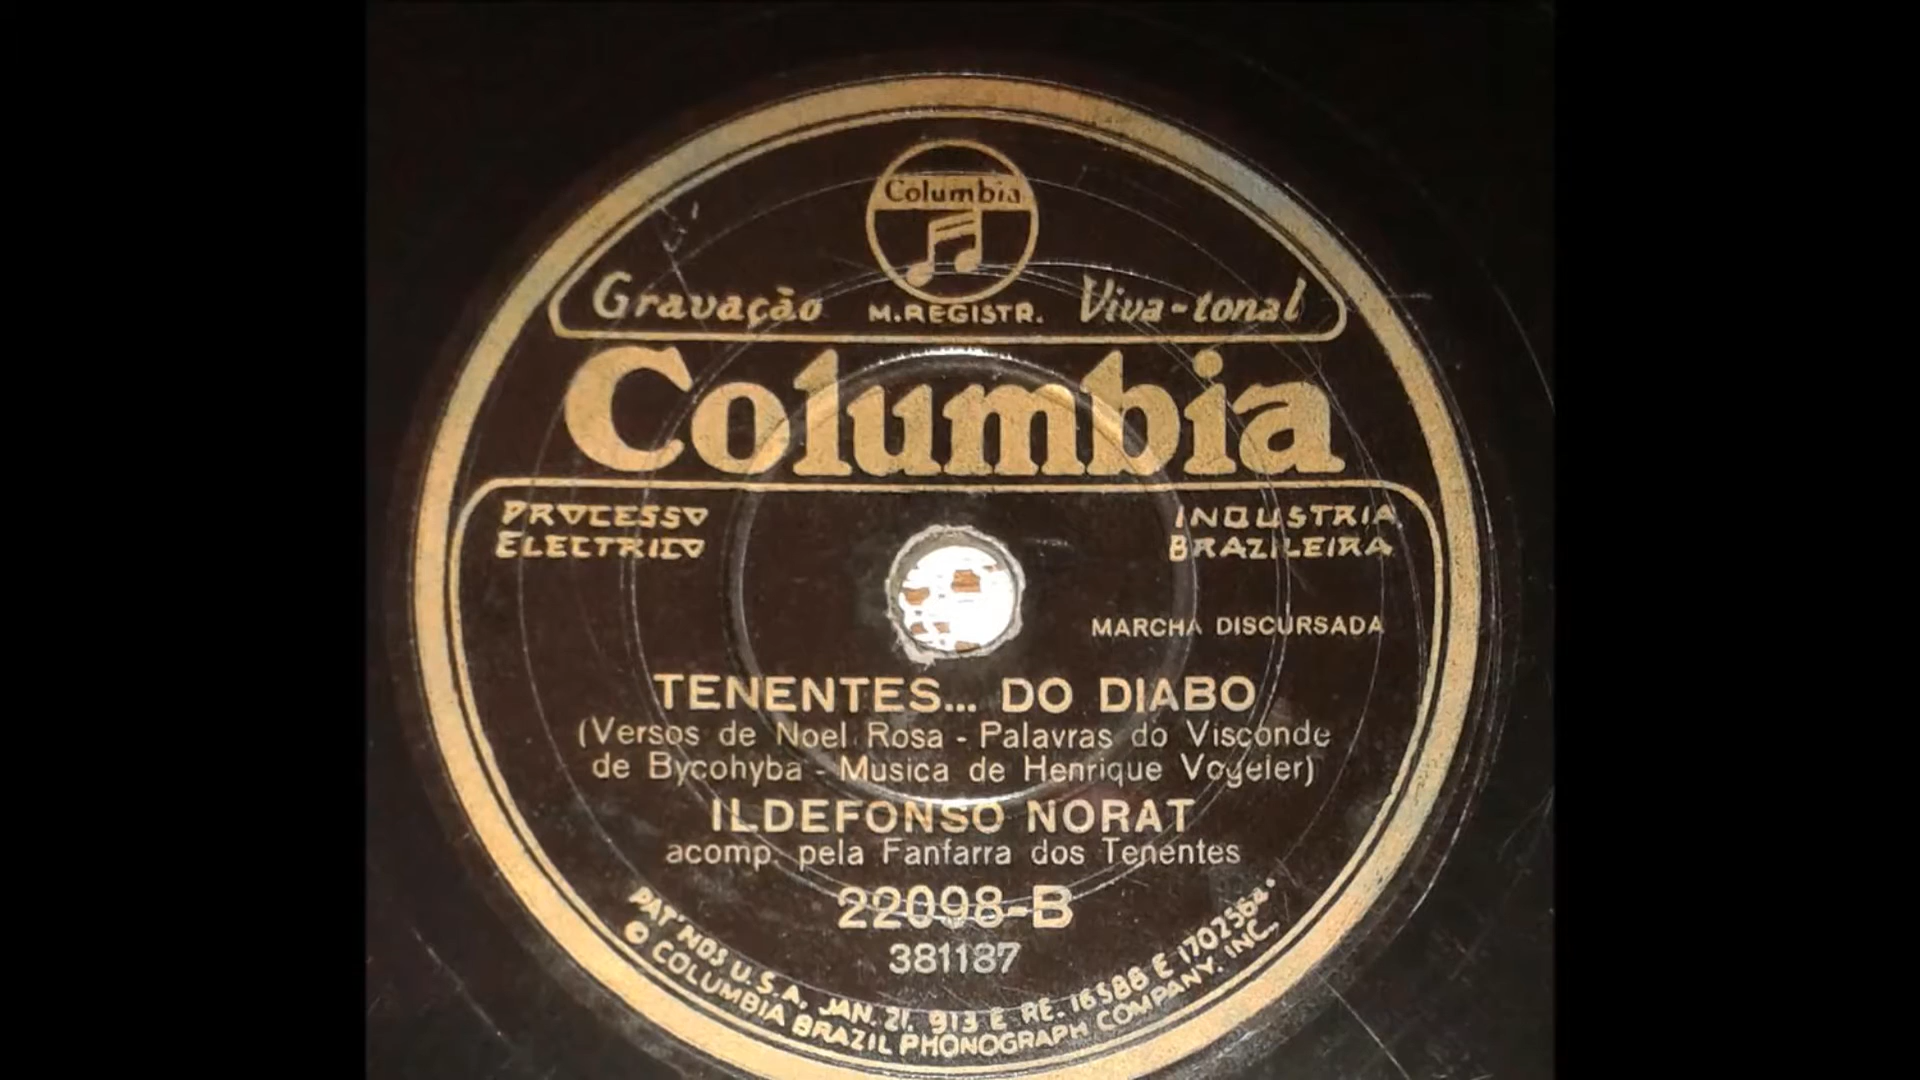 Columbia
Gravação M.REGISTR. Viva-tonal
Columbia
PROCESSO
ELECTRICO
INDUSTRIA
BRAZILEIRA
MARCHA DISCURSADA
TENENTES... DO DIABO
(Versos de Noel Rosa - Palavras do Visconde
de Bycohyba - Musica de Henrique Vogeler)
ILDEFONSO NORAT
acomp. pela Fanfarra dos Tenentes
22098-B
381187
PAT' NOS U.S.A. JAN. 21. 913 E RE. 16588 E 1702564.
© COLUMBIA BRAZIL PHONOGRAPH COMPANY. INC.